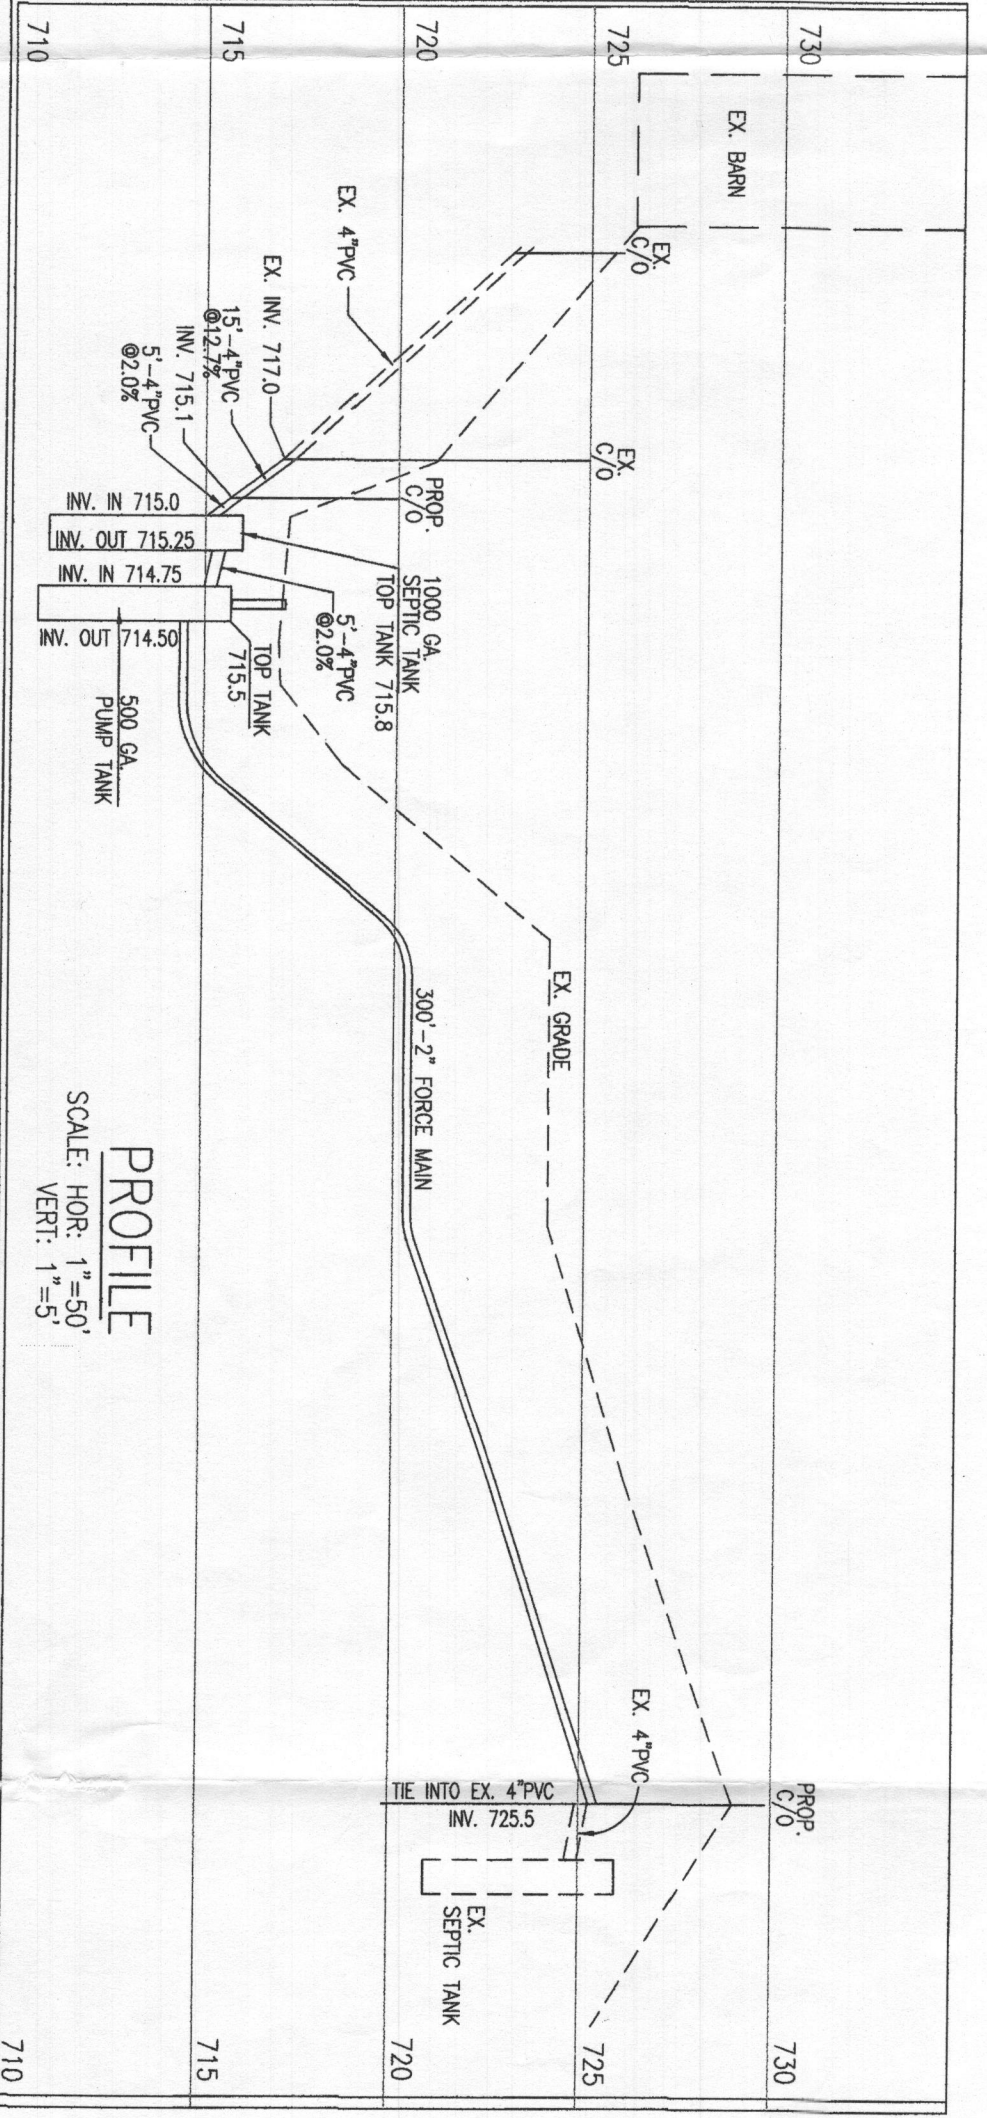 730
725
720
715
710
EX. BARN
EX.
C/O
EX. 4"PVC
EX. INV. 717.0
15'-4"PVC
@12.7%
INV. 715.1
5'-4"PVC
@2.0%
EX.
C/O
PROP.
C/O
INV. IN 715.0
INV. OUT 715.25
INV. IN 714.75
INV. OUT 714.50
1000 GA.
SEPTIC TANK
TOP TANK 715.8
5'-4"PVC
@2.0%
TOP TANK
715.5
500 GA.
PUMP TANK
EX. GRADE
300'-2" FORCE MAIN
PROFILE
SCALE: HOR: 1"=50'
VERT: 1"=5'
PROP.
C/O
EX. 4"PVC
TIE INTO EX. 4"PVC
INV. 725.5
EX.
SEPTIC TANK
730
725
720
715
710